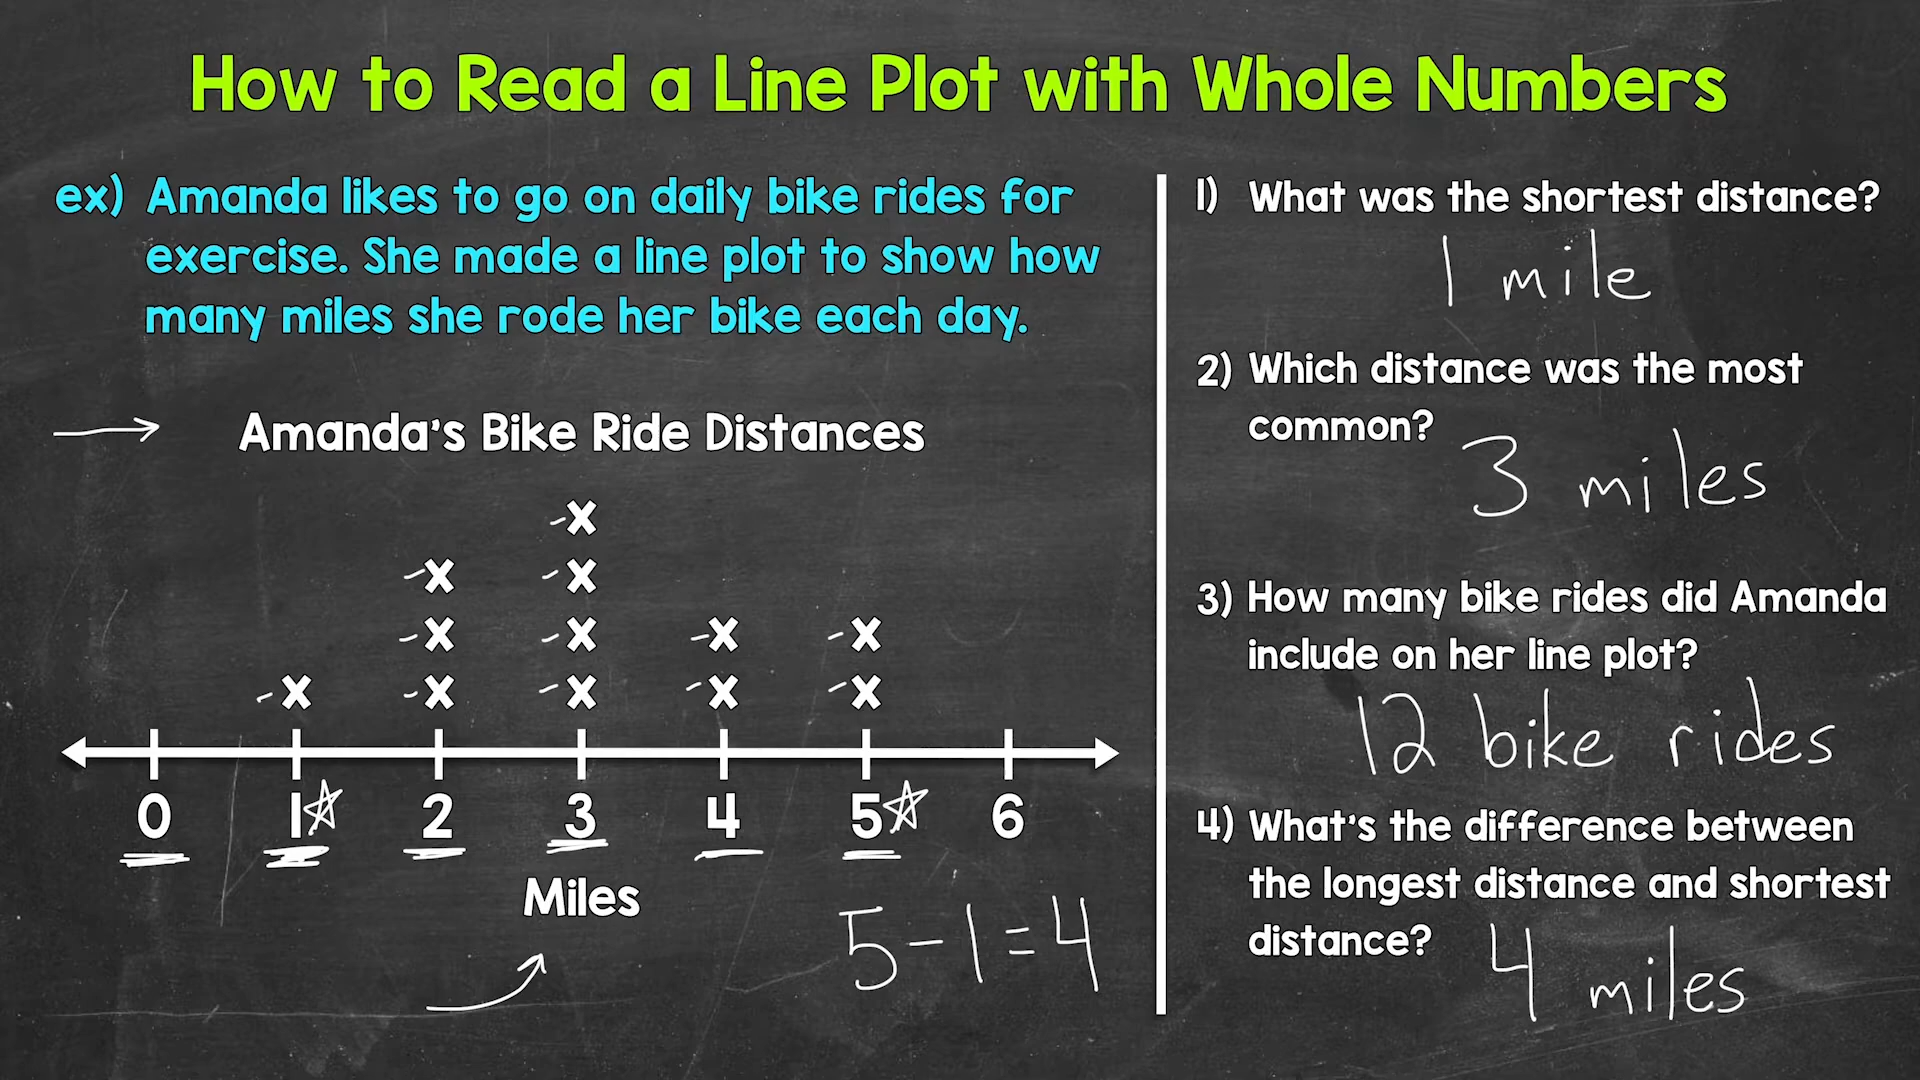 How to Read a Line Plot with Whole Numbers
ex) Amanda likes to go on daily bike rides for
exercise. She made a line plot to show how
many miles she rode her bike each day.
Amanda's Bike Ride Distances
X
X X
X X X X
X X X X X
0 1 2 3 4 5 6
Miles
5-1=4
1) What was the shortest distance?
1 mile
2) Which distance was the most
common?
3 miles
3) How many bike rides did Amanda
include on her line plot?
12 bike rides
4) What's the difference between
the longest distance and shortest
distance?
4 miles